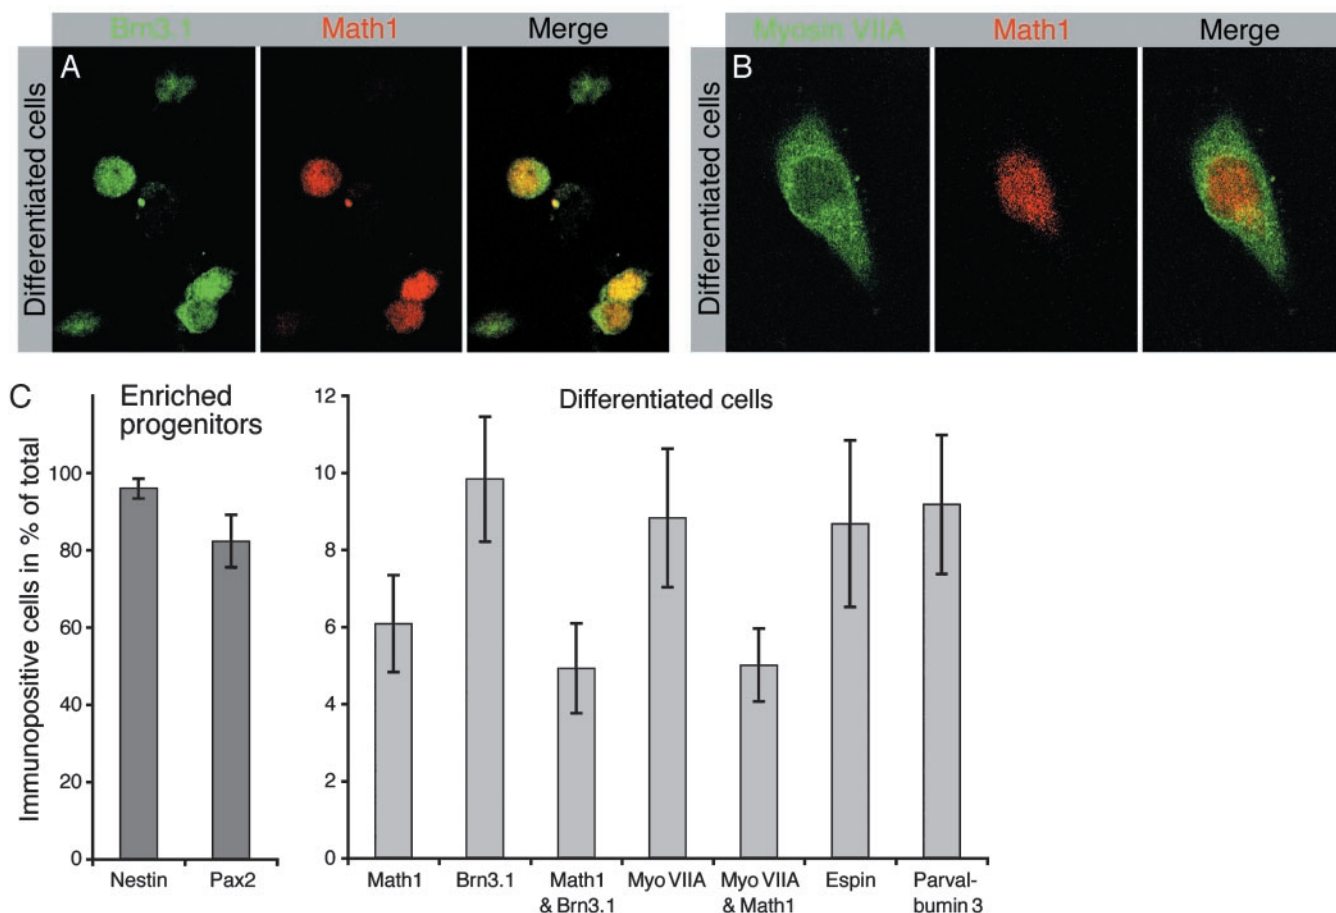 Brn3.1 Math1 Merge
A
Differentiated cells
Myosin VIIA Math1 Merge
B
Differentiated cells
C
Enriched
progenitors
Immunopositive cells in % of total
100
80
60
40
20
0
Nestin Pax2
Differentiated cells
12
10
8
6
4
2
0
Math1 Brn3.1 Math1 Myo VIIA Myo VIIA Espin Parval-
& Brn3.1 & Math1 bumin 3